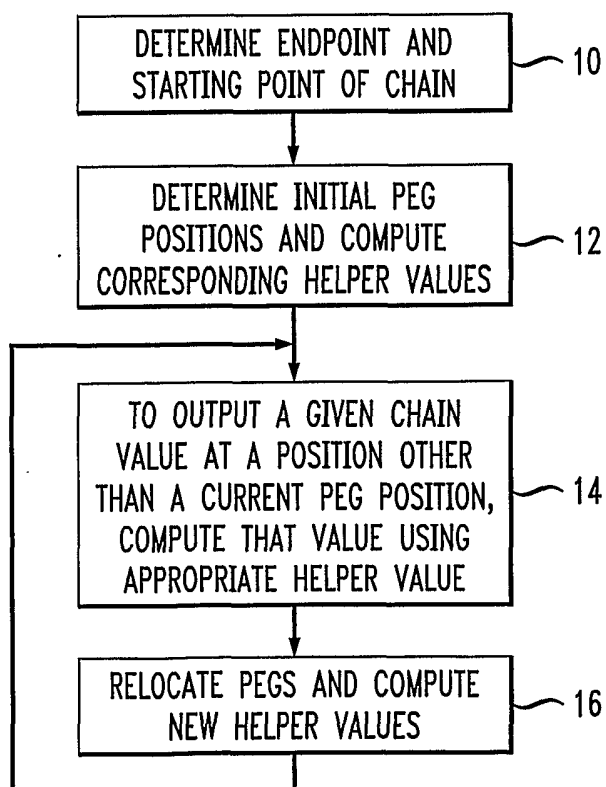 DETERMINE ENDPOINT AND
STARTING POINT OF CHAIN
10
DETERMINE INITIAL PEG
POSITIONS AND COMPUTE
CORRESPONDING HELPER VALUES
12
TO OUTPUT A GIVEN CHAIN
VALUE AT A POSITION OTHER
THAN A CURRENT PEG POSITION,
COMPUTE THAT VALUE USING
APPROPRIATE HELPER VALUE
14
RELOCATE PEGS AND COMPUTE
NEW HELPER VALUES
16